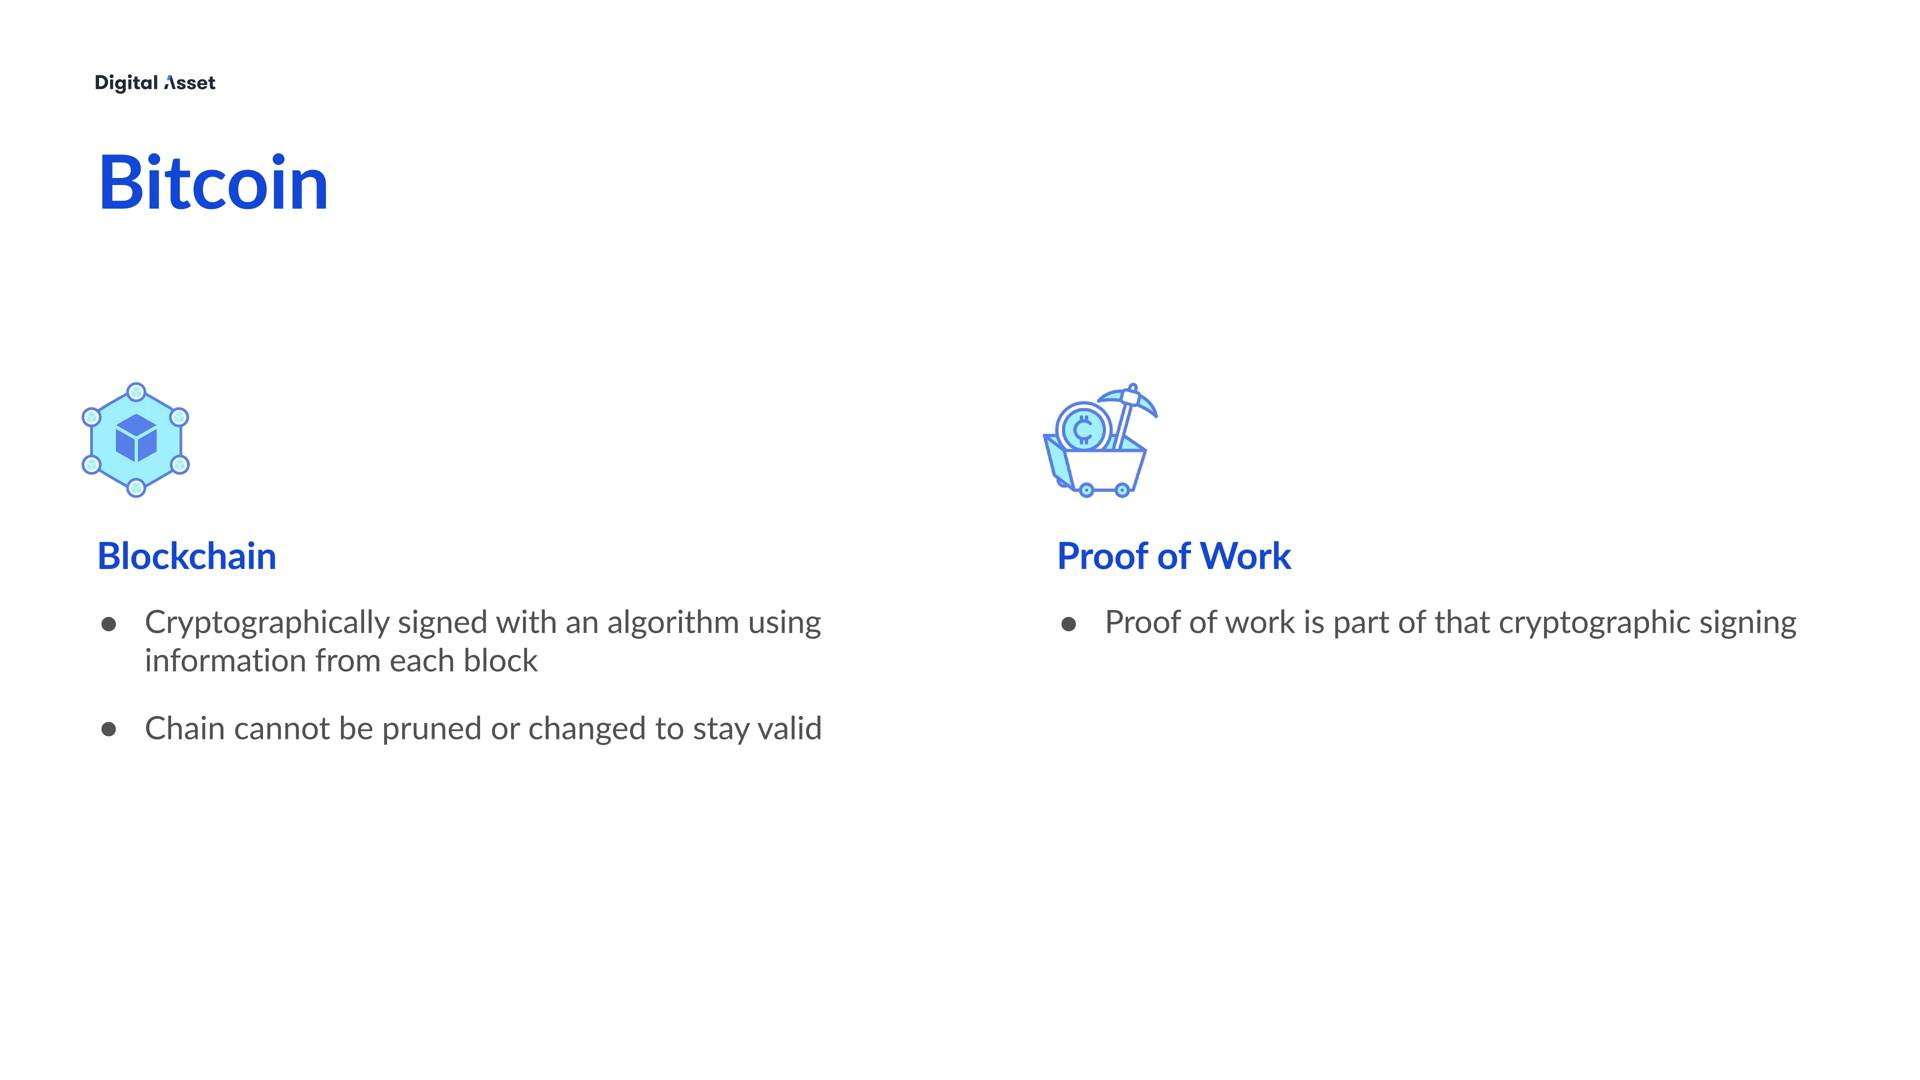 Digital Asset
Bitcoin
Blockchain
● Cryptographically signed with an algorithm using
information from each block
● Chain cannot be pruned or changed to stay valid
Proof of Work
● Proof of work is part of that cryptographic signing